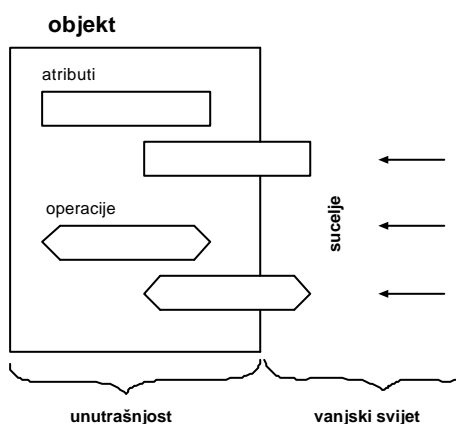 objekt
atributi
operacije
sucelje
unutrašnjost
vanjski svijet